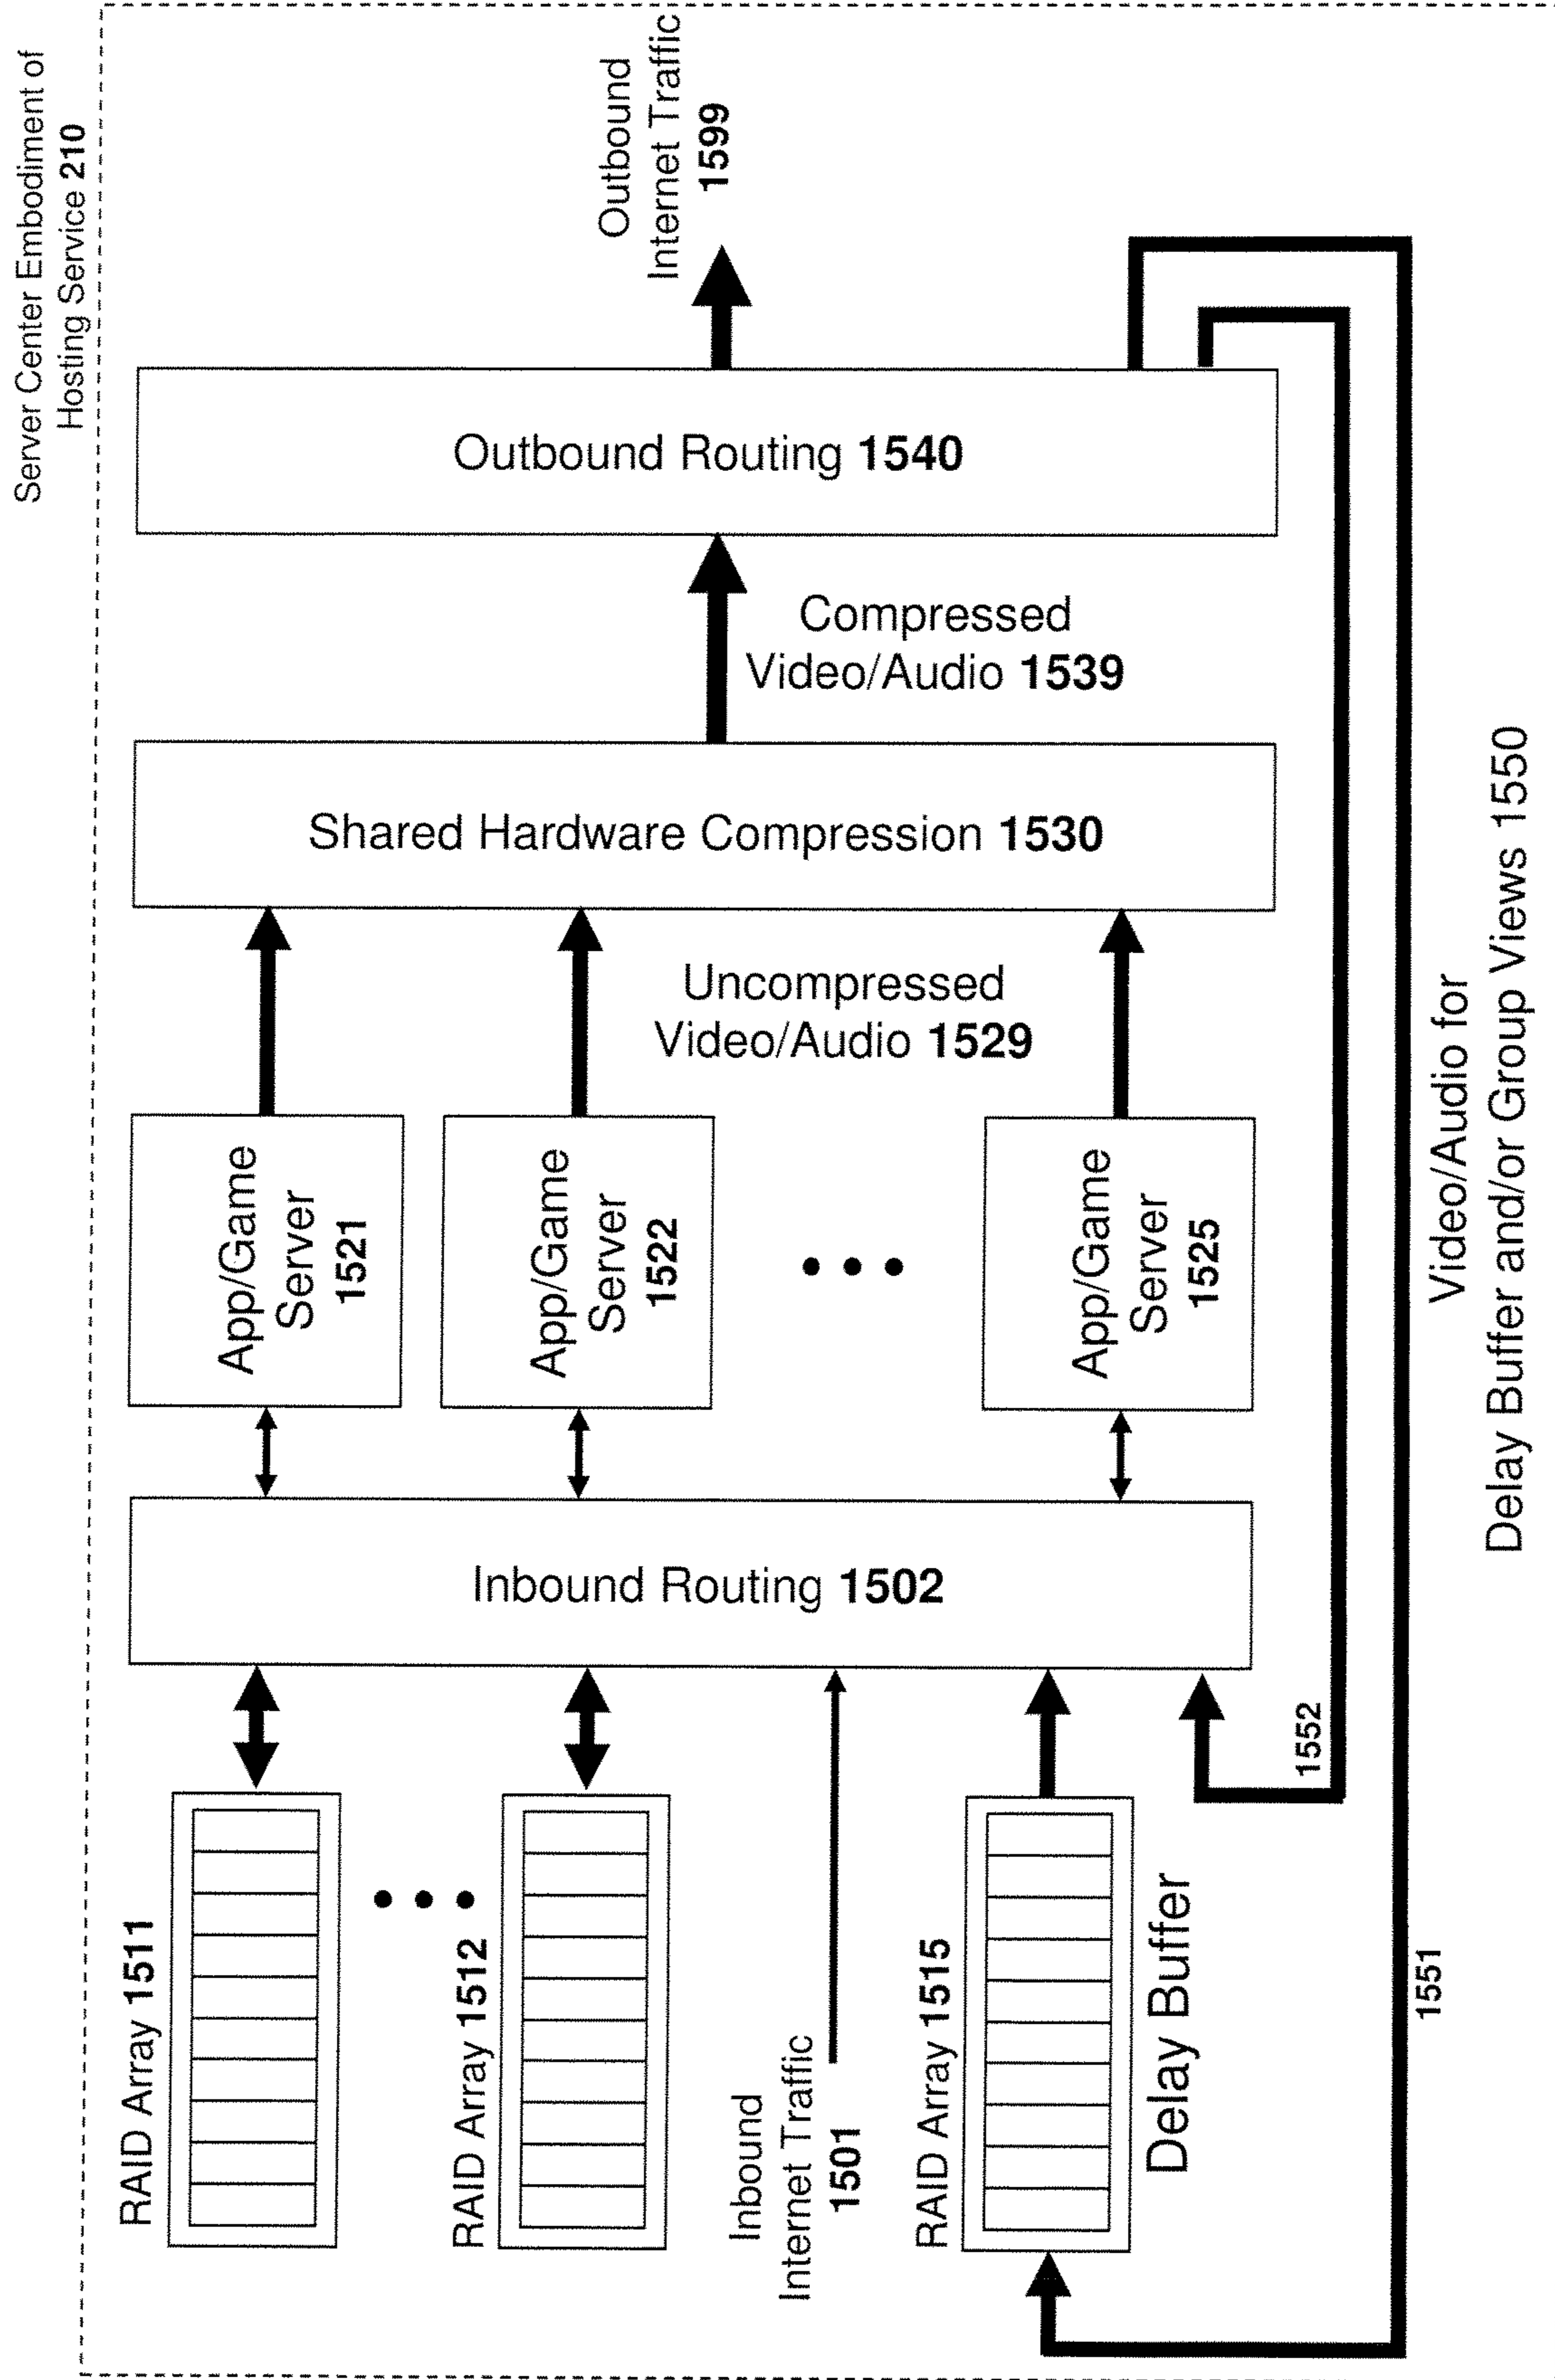 Server Center Embodiment of
Hosting Service 210
RAID Array 1511
RAID Array 1512
Inbound
Internet Traffic
1501
RAID Array 1515
Delay Buffer
Inbound Routing 1502
App/Game
Server
1521
App/Game
Server
1522
App/Game
Server
1525
Uncompressed
Video/Audio 1529
Shared Hardware Compression 1530
Compressed
Video/Audio 1539
Outbound Routing 1540
Outbound
Internet Traffic
1599
1552
1551
Video/Audio for
Delay Buffer and/or Group Views 1550